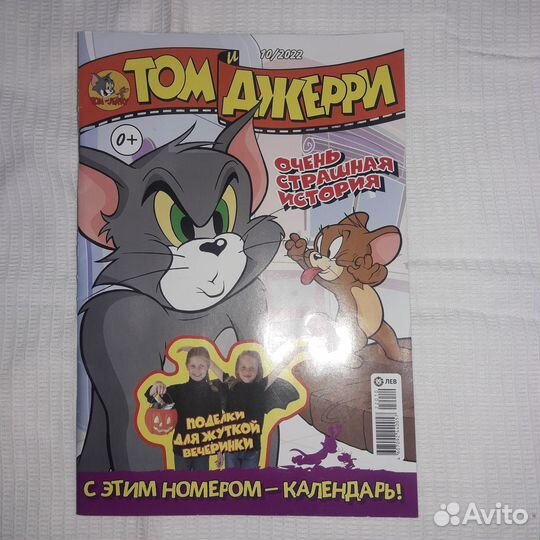 и 10/2022
ТОМ ДЖЕРРИ
0+
ОЧЕНЬ
СТРАШНАЯ
ИСТОРИЯ
ЛЕВ
ПОДЕЛКИ
ДЛЯ ЖУТКОЙ
ВЕЧЕРИНКИ
С ЭТИМ НОМЕРОМ – КАЛЕНДАРЬ!
Avito